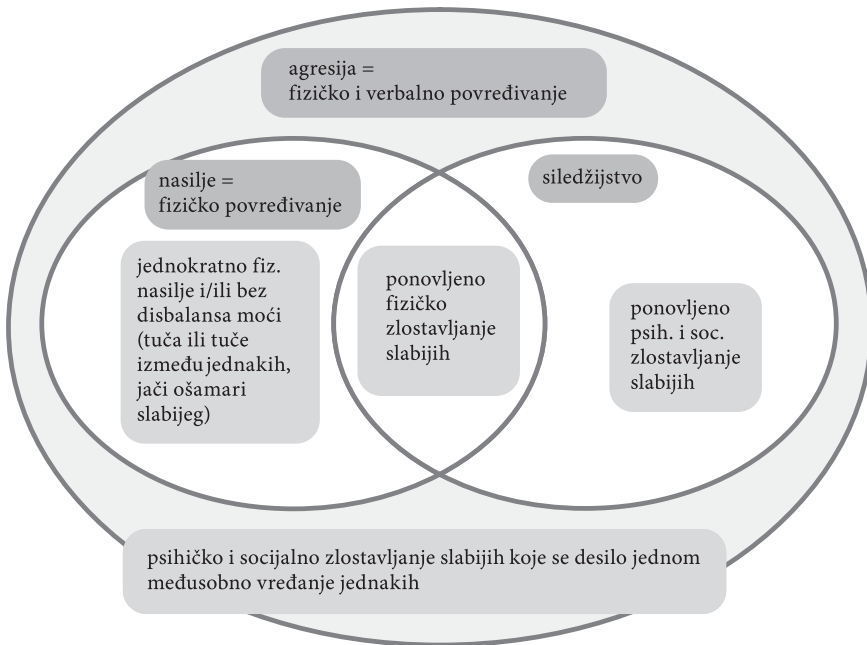 agresija =
fizičko i verbalno povređivanje
nasilje =
fizičko povređivanje
siledžijstvo
jednokratno fiz.
nasilje i/ili bez
disbalansa moći
(tuča ili tuče
između jednakih,
jači ošamari
slabijeg)
ponovljeno
fizičko
zlostavljanje
slabijih
ponovljeno
psih. i soc.
zlostavljanje
slabijih
psihičko i socijalno zlostavljanje slabijih koje se desilo jednom
međusobno vređanje jednakih